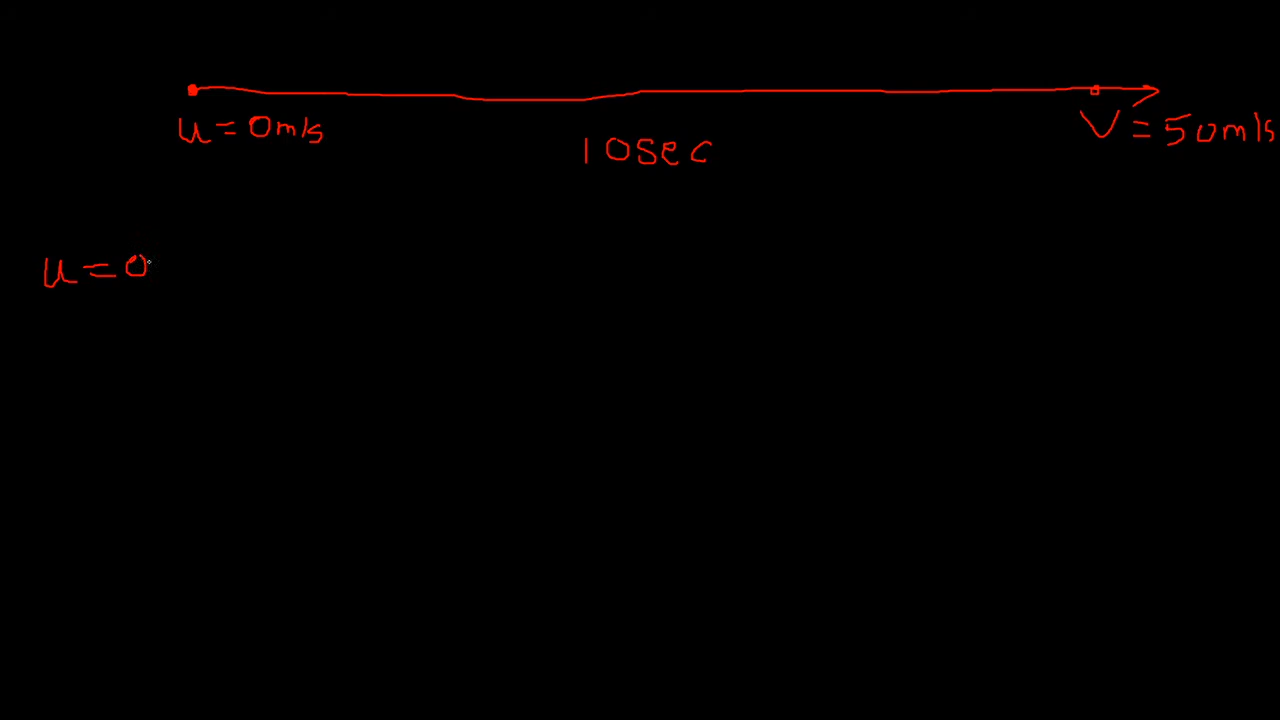 u = 0m/s
10sec
V = 50m/s
u = 0